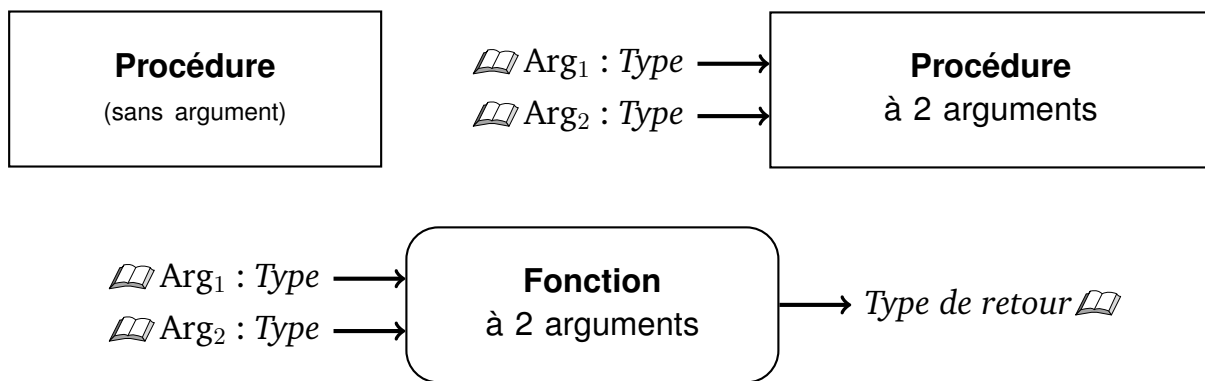 Procédure
(sans argument)
Arg₁ : Type
Arg₂ : Type
Procédure
à 2 arguments
Arg₁ : Type
Arg₂ : Type
Fonction
à 2 arguments
Type de retour